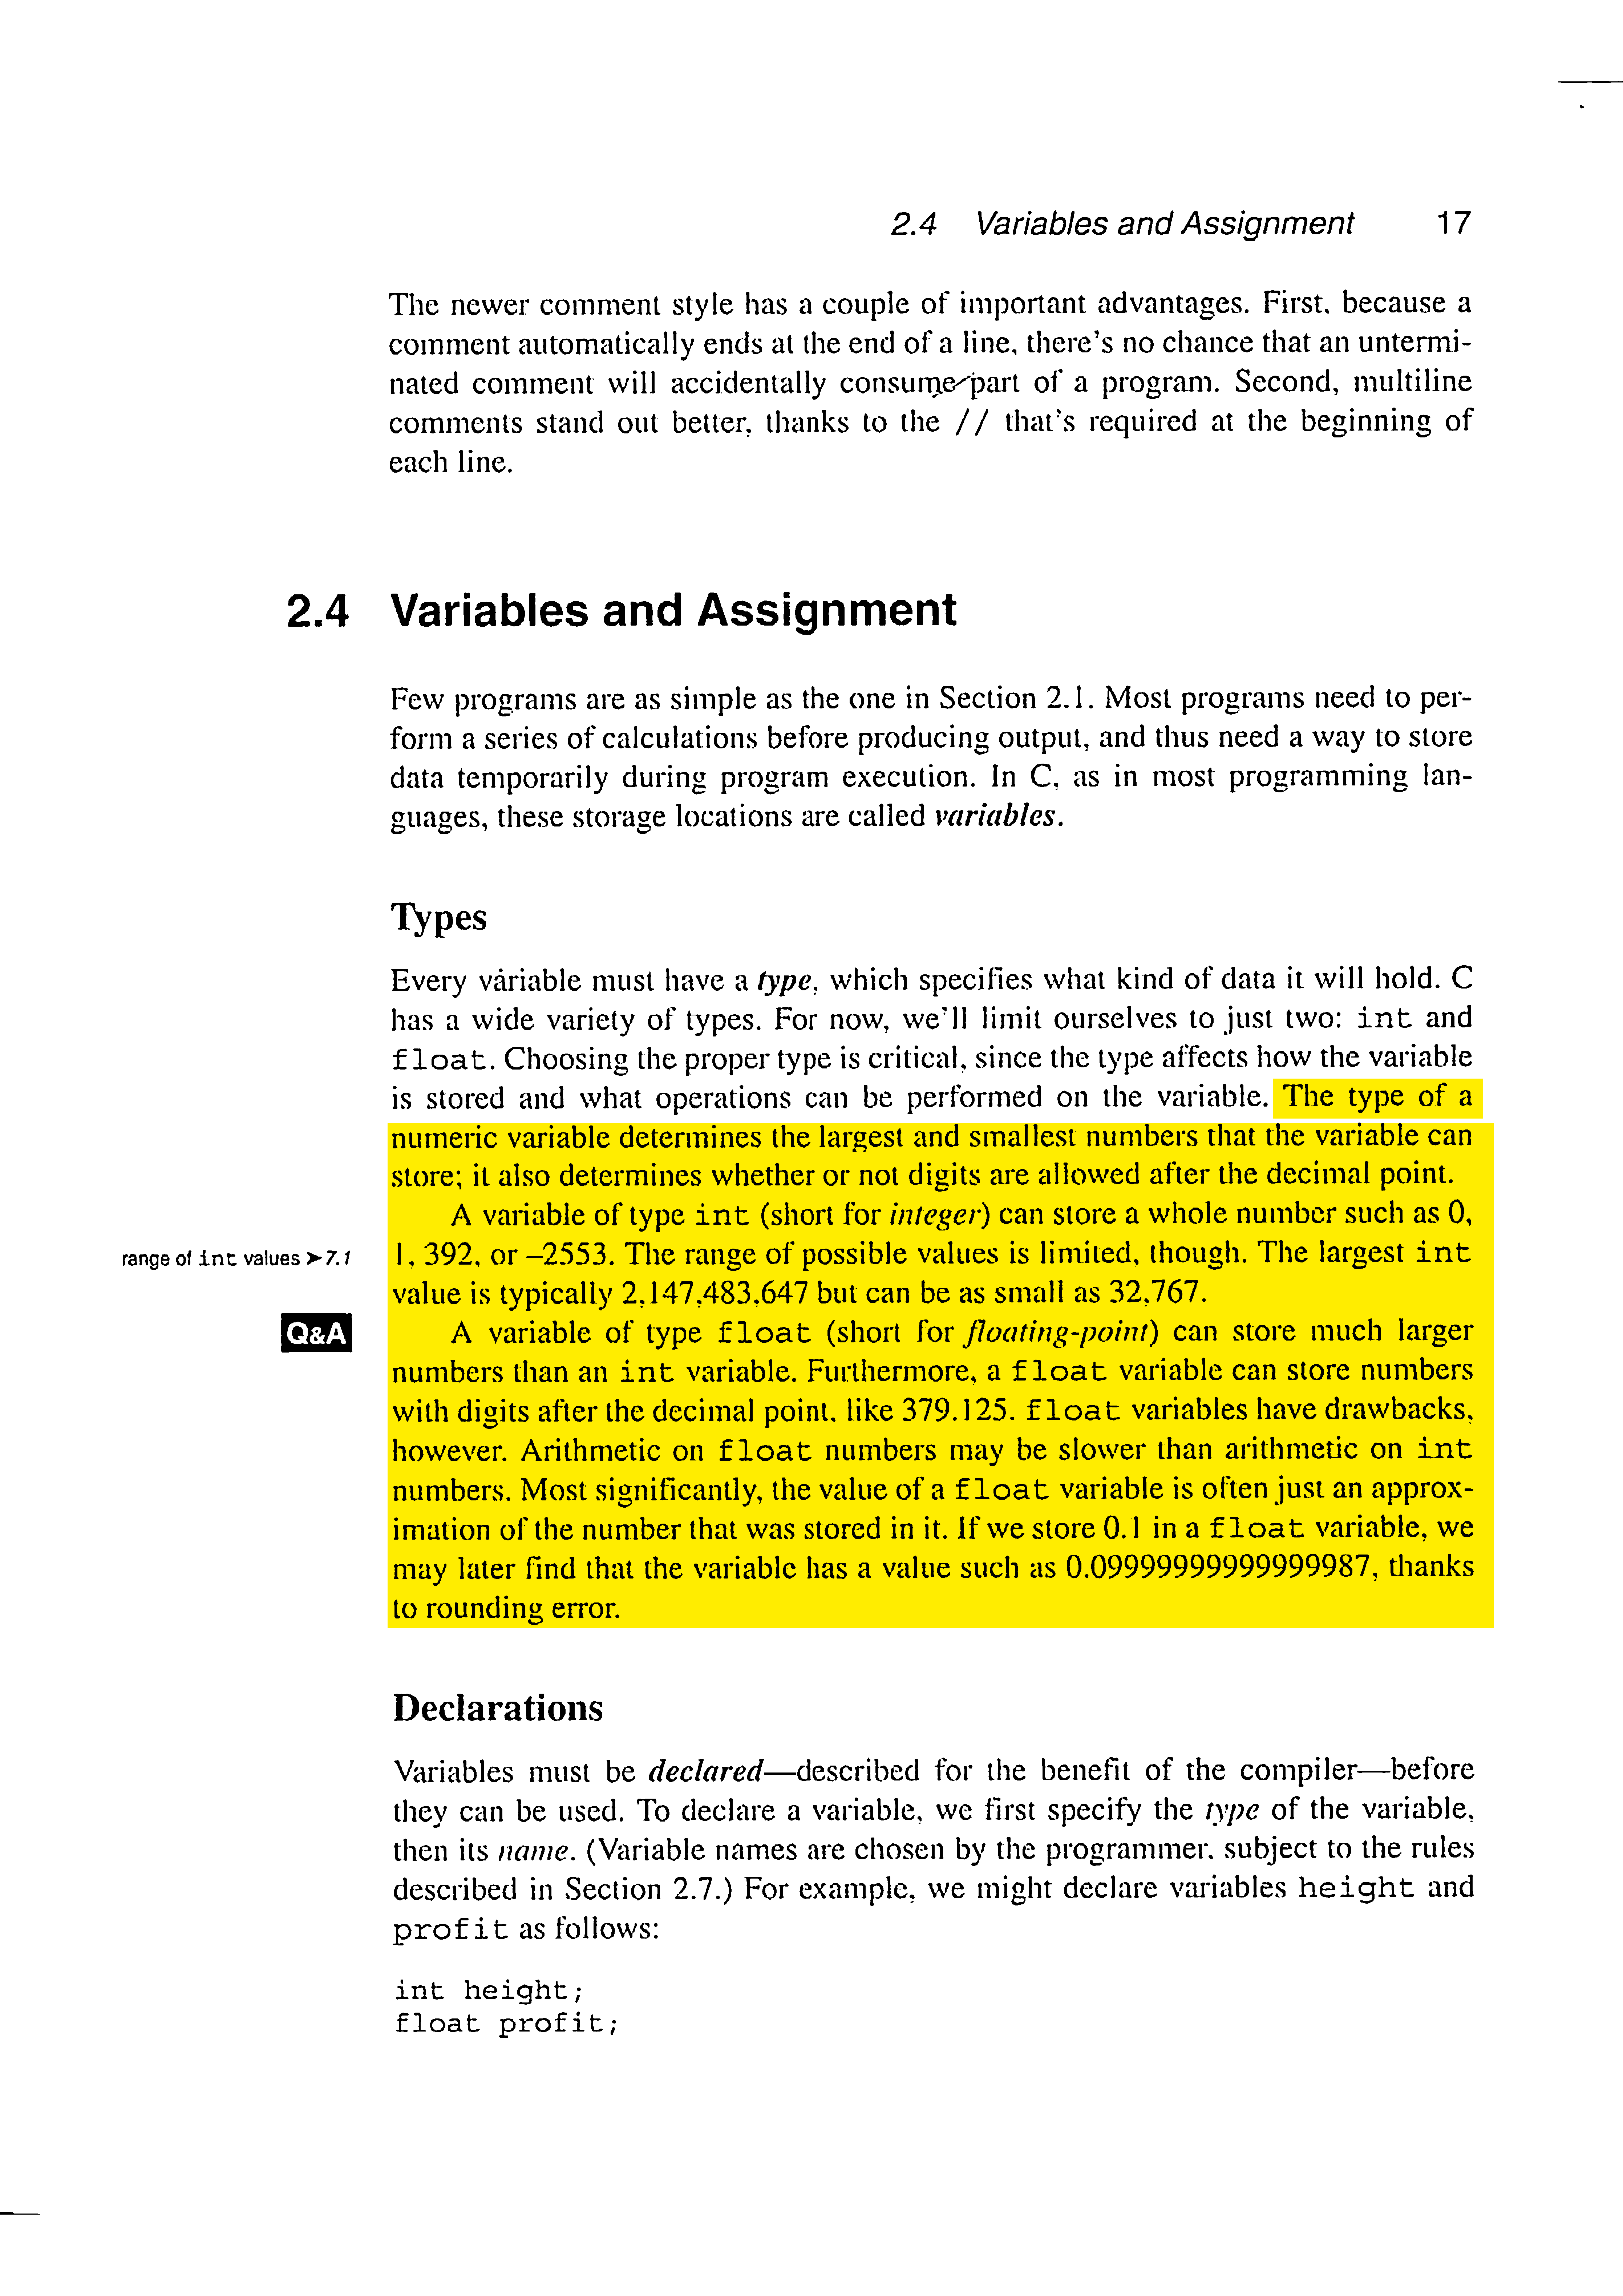 2.4 Variables and Assignment 17
The newer comment style has a couple of important advantages. First, because a
comment automatically ends at the end of a line, there's no chance that an untermi-
nated comment will accidentally consume part of a program. Second, multiline
comments stand out better, thanks to the // that's required at the beginning of
each line.
2.4 Variables and Assignment
Few programs are as simple as the one in Section 2.1. Most programs need to per-
form a series of calculations before producing output, and thus need a way to store
data temporarily during program execution. In C, as in most programming lan-
guages, these storage locations are called variables.
Types
Every variable must have a type, which specifies what kind of data it will hold. C
has a wide variety of types. For now, we'll limit ourselves to just two: int and
float. Choosing the proper type is critical, since the type affects how the variable
is stored and what operations can be performed on the variable. The type of a
numeric variable determines the largest and smallest numbers that the variable can
store; it also determines whether or not digits are allowed after the decimal point.
A variable of type int (short for integer) can store a whole number such as 0,
range of int values ➤ 7.1
1, 392, or –2553. The range of possible values is limited, though. The largest int
value is typically 2,147,483,647 but can be as small as 32,767.
Q&A
A variable of type float (short for floating-point) can store much larger
numbers than an int variable. Furthermore, a float variable can store numbers
with digits after the decimal point, like 379.125. float variables have drawbacks,
however. Arithmetic on float numbers may be slower than arithmetic on int
numbers. Most significantly, the value of a float variable is often just an approx-
imation of the number that was stored in it. If we store 0.1 in a float variable, we
may later find that the variable has a value such as 0.09999999999999987, thanks
to rounding error.
Declarations
Variables must be declared—described for the benefit of the compiler—before
they can be used. To declare a variable, we first specify the type of the variable,
then its name. (Variable names are chosen by the programmer, subject to the rules
described in Section 2.7.) For example, we might declare variables height and
profit as follows:
int height;
float profit;